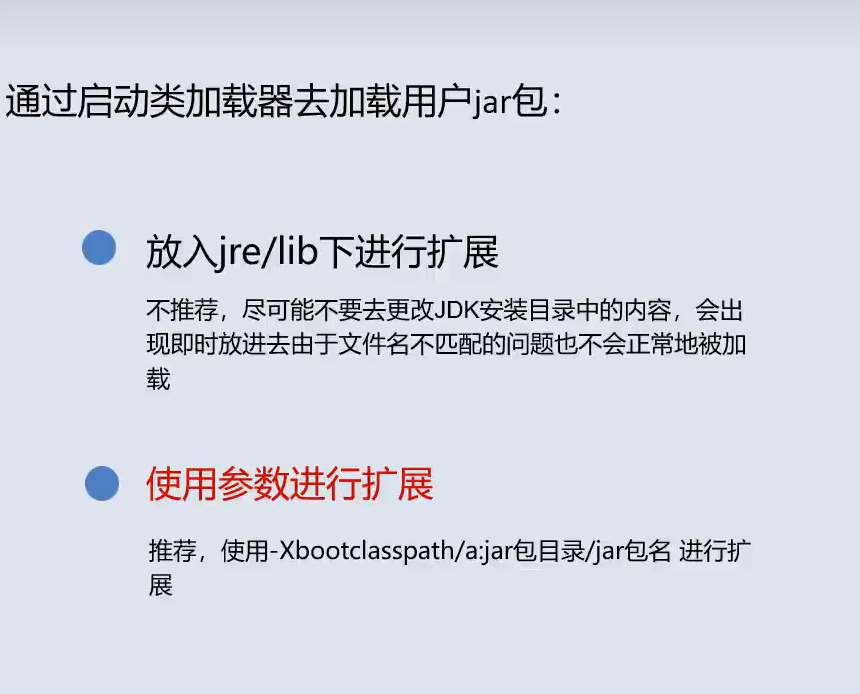 通过启动类加载器去加载用户jar包：
放入jre/lib下进行扩展
不推荐，尽可能不要去更改JDK安装目录中的内容，会出
现即时放进去由于文件名不匹配的问题也不会正常地被加
载
使用参数进行扩展
推荐，使用-Xbootclasspath/a:jar包目录/jar包名 进行扩
展